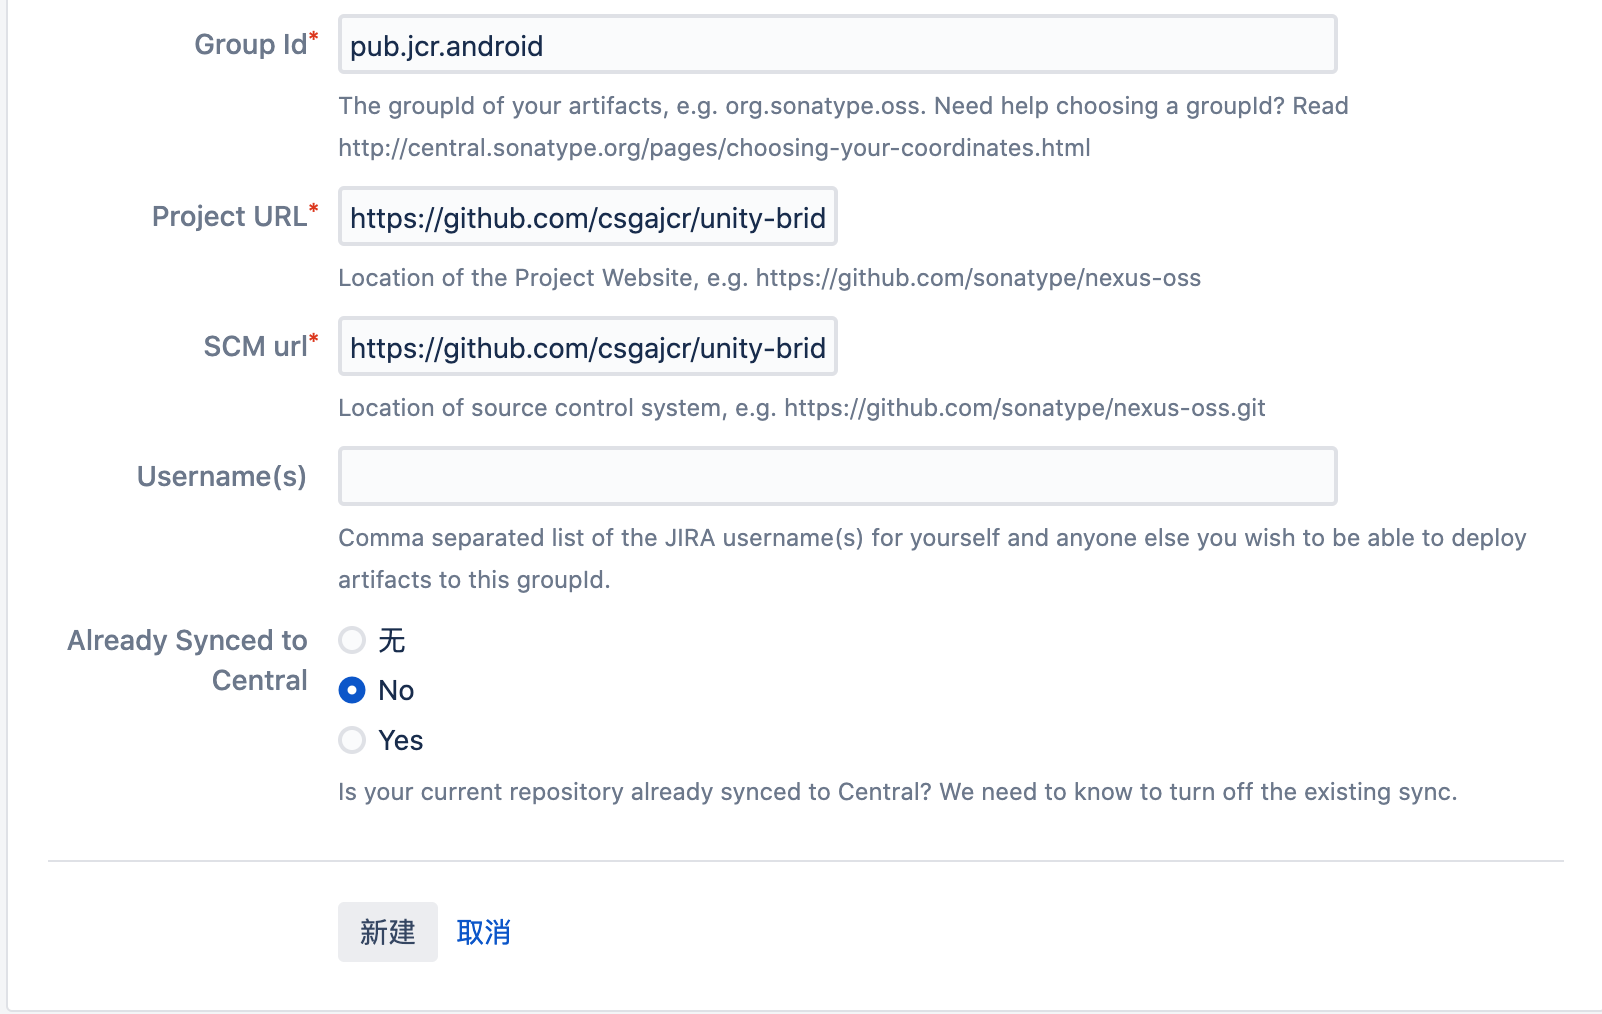 Group Id*
pub.jcr.android
The groupId of your artifacts, e.g. org.sonatype.oss. Need help choosing a groupId? Read
http://central.sonatype.org/pages/choosing-your-coordinates.html
Project URL*
https://github.com/csgajcr/unity-brid
Location of the Project Website, e.g. https://github.com/sonatype/nexus-oss
SCM url*
https://github.com/csgajcr/unity-brid
Location of source control system, e.g. https://github.com/sonatype/nexus-oss.git
Username(s)
Comma separated list of the JIRA username(s) for yourself and anyone else you wish to be able to deploy
artifacts to this groupId.
Already Synced to
Central
无
No
Yes
Is your current repository already synced to Central? We need to know to turn off the existing sync.
新建 取消